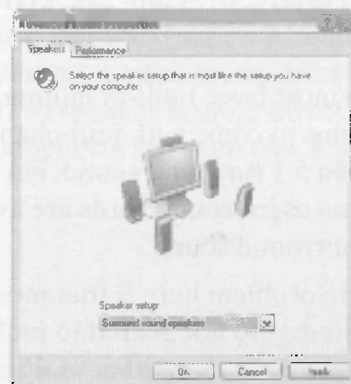 Speakers Performance
Select the speaker setup that is most like the setup you have
on your computer
Speaker setup:
Surround sound speakers
OK Cancel Apply